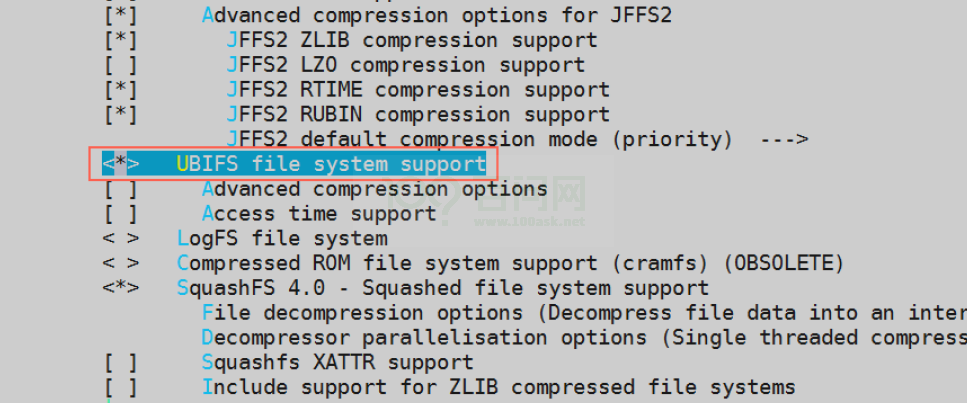 [*] Advanced compression options for JFFS2
[*] JFFS2 ZLIB compression support
[ ] JFFS2 LZO compression support
[*] JFFS2 RTIME compression support
[*] JFFS2 RUBIN compression support
JFFS2 default compression mode (priority) --->
<*> UBIFS file system support
[ ] Advanced compression options
[ ] Access time support
百问网
www.100ask.net
< > LogFS file system
< > Compressed ROM file system support (cramfs) (OBSOLETE)
<*> SquashFS 4.0 - Squashed file system support
File decompression options (Decompress file data into an inter
Decompressor parallelisation options (Single threaded compress
[ ] Squashfs XATTR support
[ ] Include support for ZLIB compressed file systems